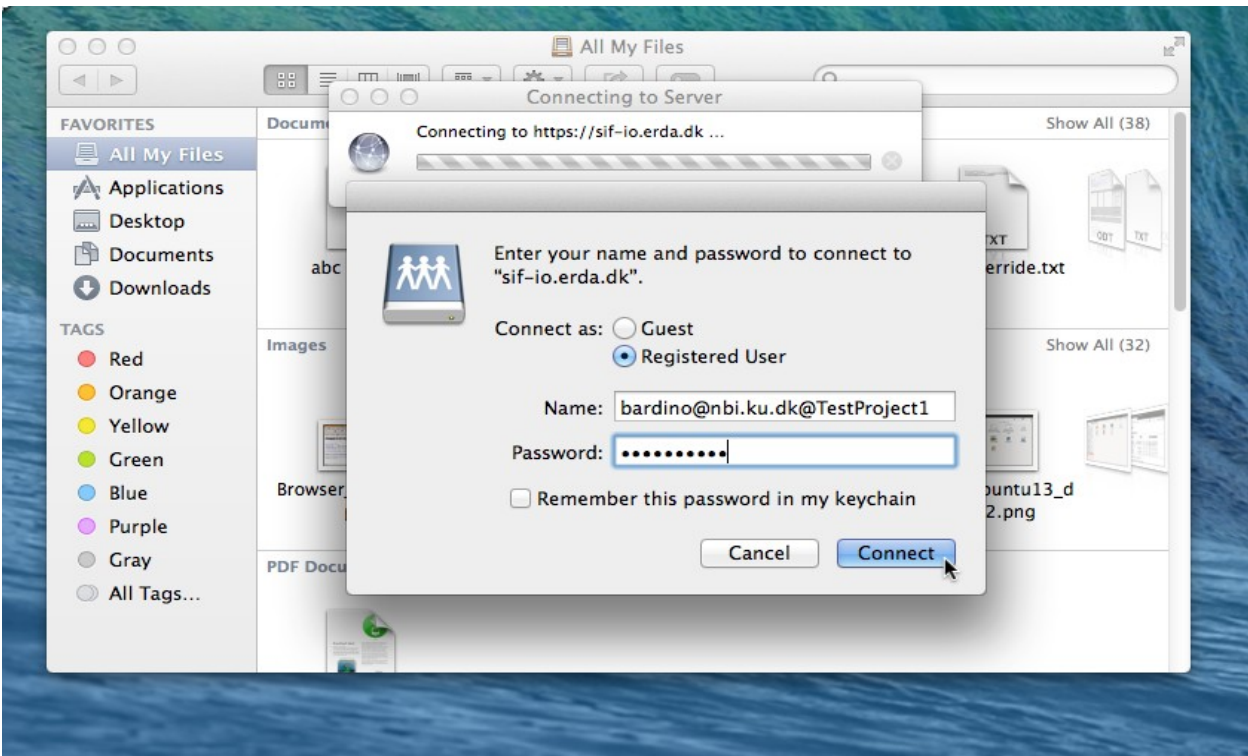 All My Files
Connecting to Server
Connecting to https://sif-io.erda.dk ...
FAVORITES
All My Files
Applications
Desktop
Documents
Downloads
TAGS
Red
Orange
Yellow
Green
Blue
Purple
Gray
All Tags...
Show All (38)
abc
TXT
ODT
TXT
erride.txt
Images
Show All (32)
Browser_
2.png
PDF Docu
Enter your name and password to connect to
“sif-io.erda.dk”.
Connect as:
Guest
Registered User
Name: bardino@nbi.ku.dk@TestProject1
Password: ••••••••••
Remember this password in my keychain
Cancel
Connect